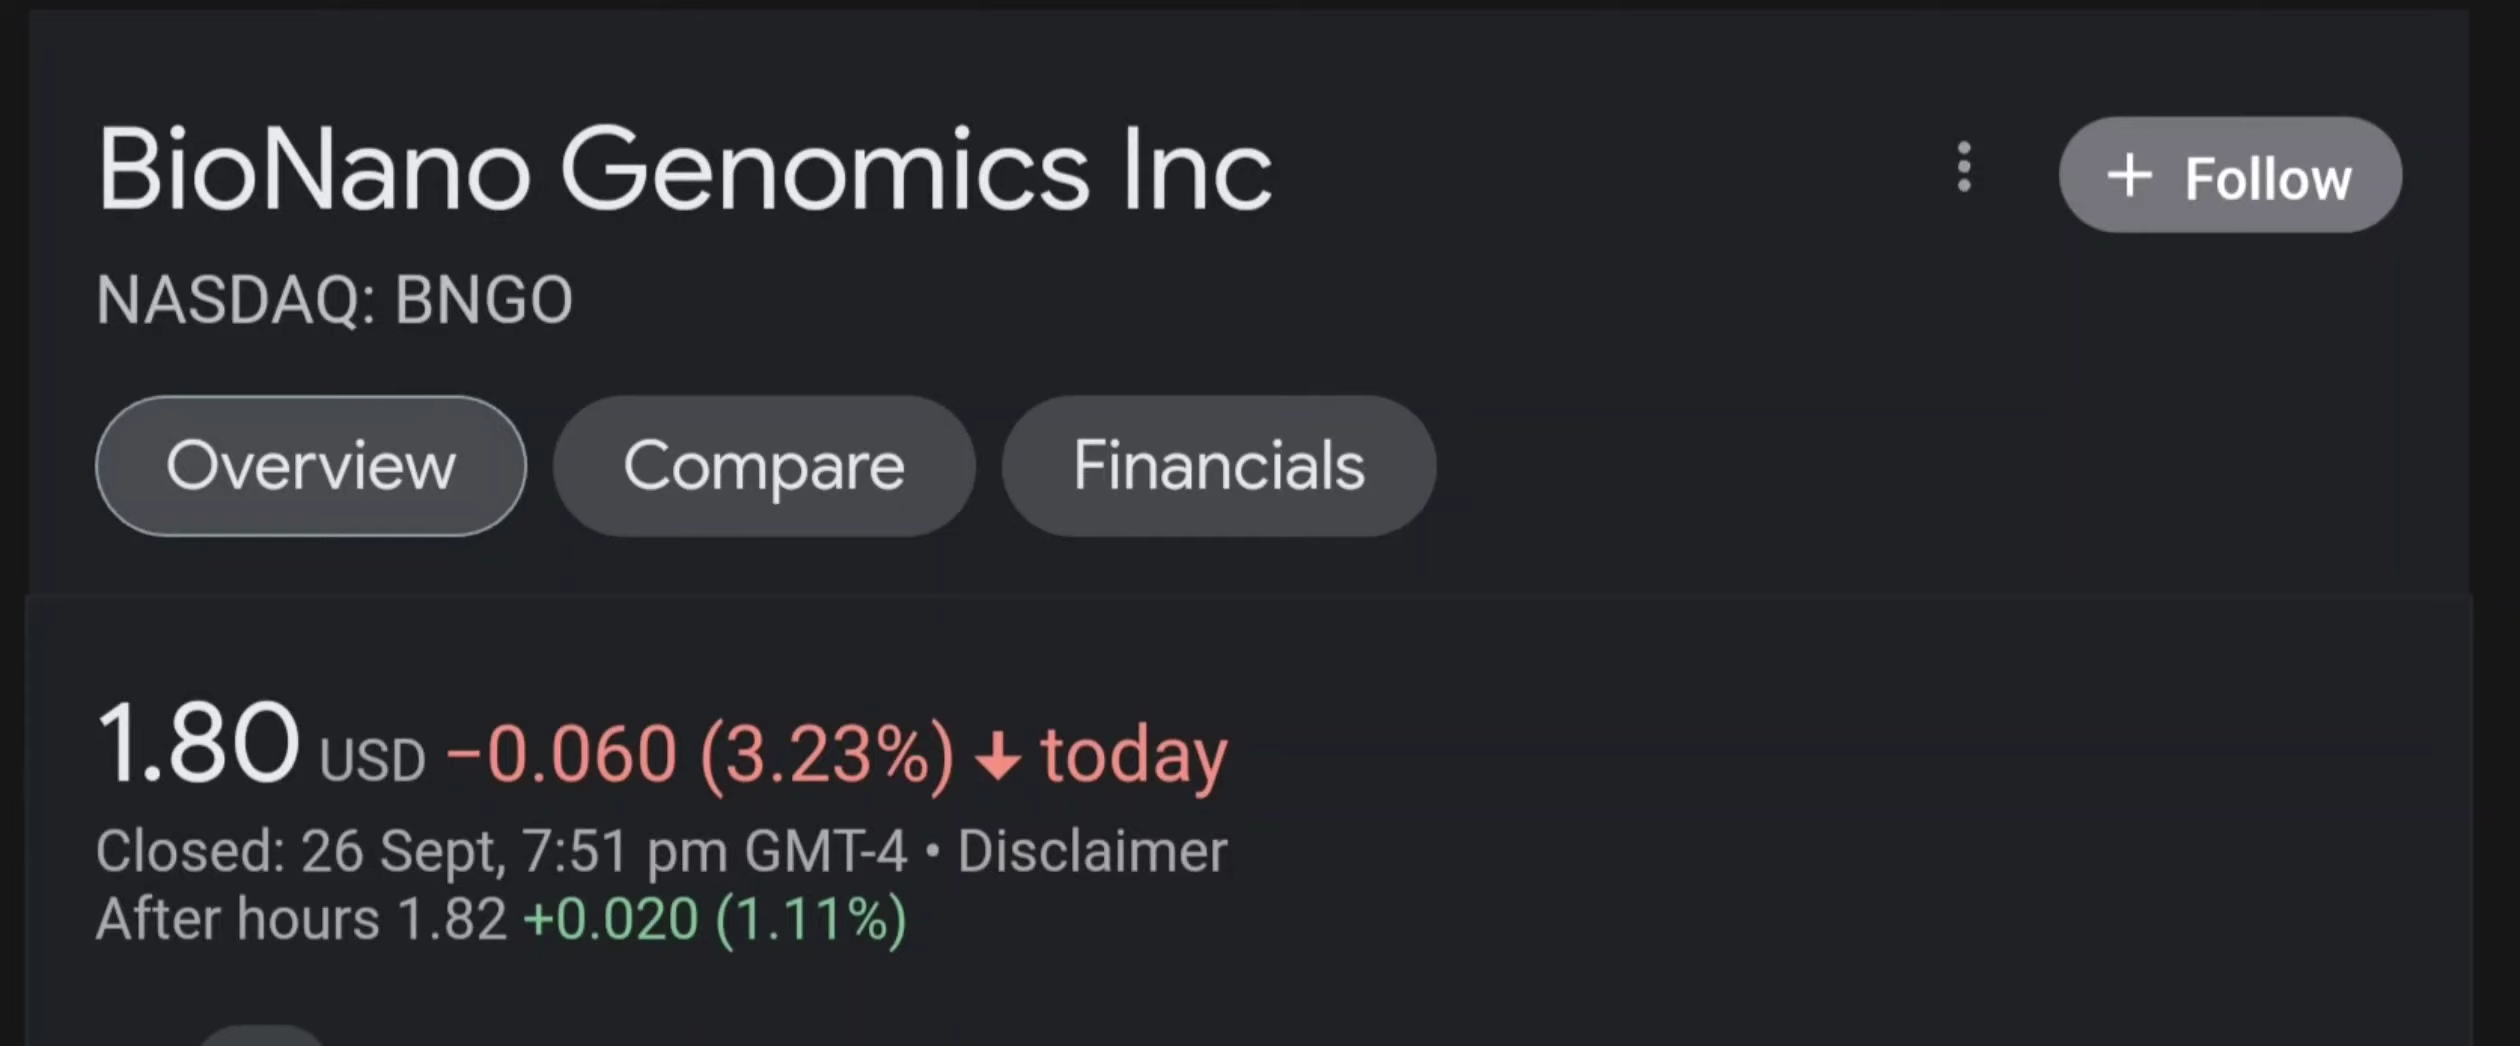 BioNano Genomics Inc
+ Follow
NASDAQ: BNGO
Overview
Compare
Financials
1.80 USD −0.060 (3.23%) ↓ today
Closed: 26 Sept, 7:51 pm GMT-4 • Disclaimer
After hours 1.82 +0.020 (1.11%)